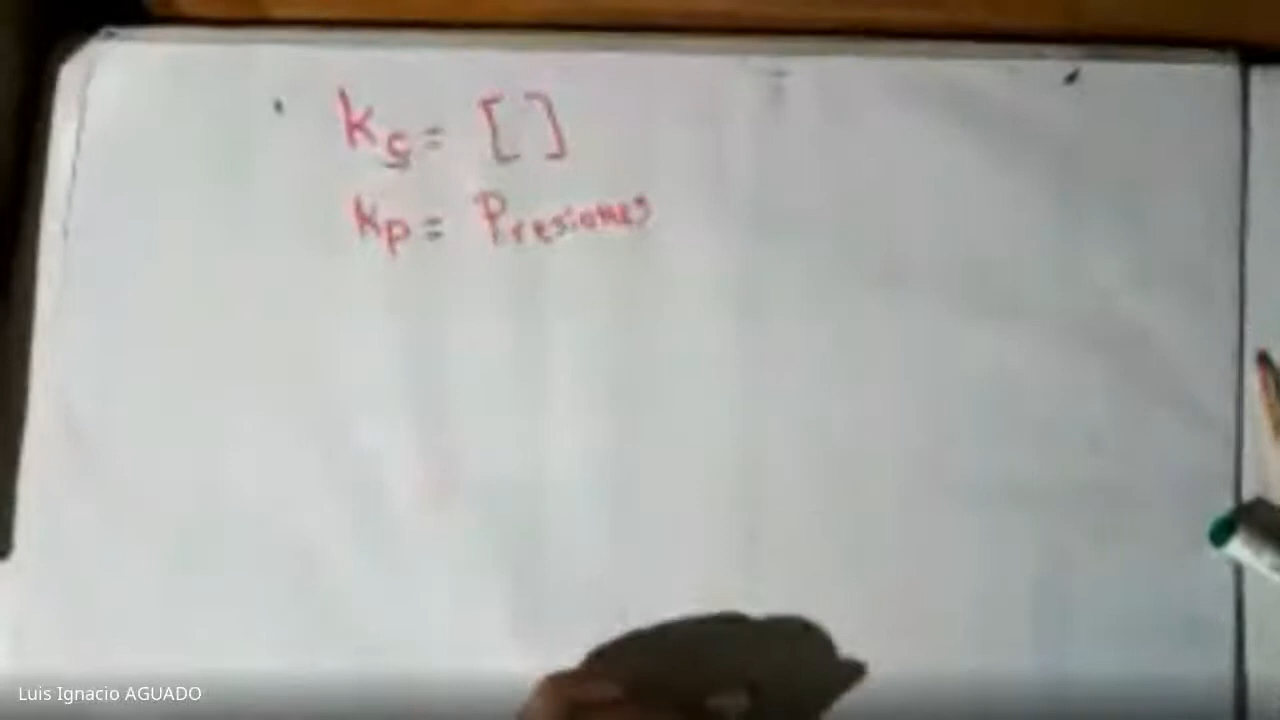 Kc = [ ]
Kp = Presiones
Luis Ignacio AGUADO